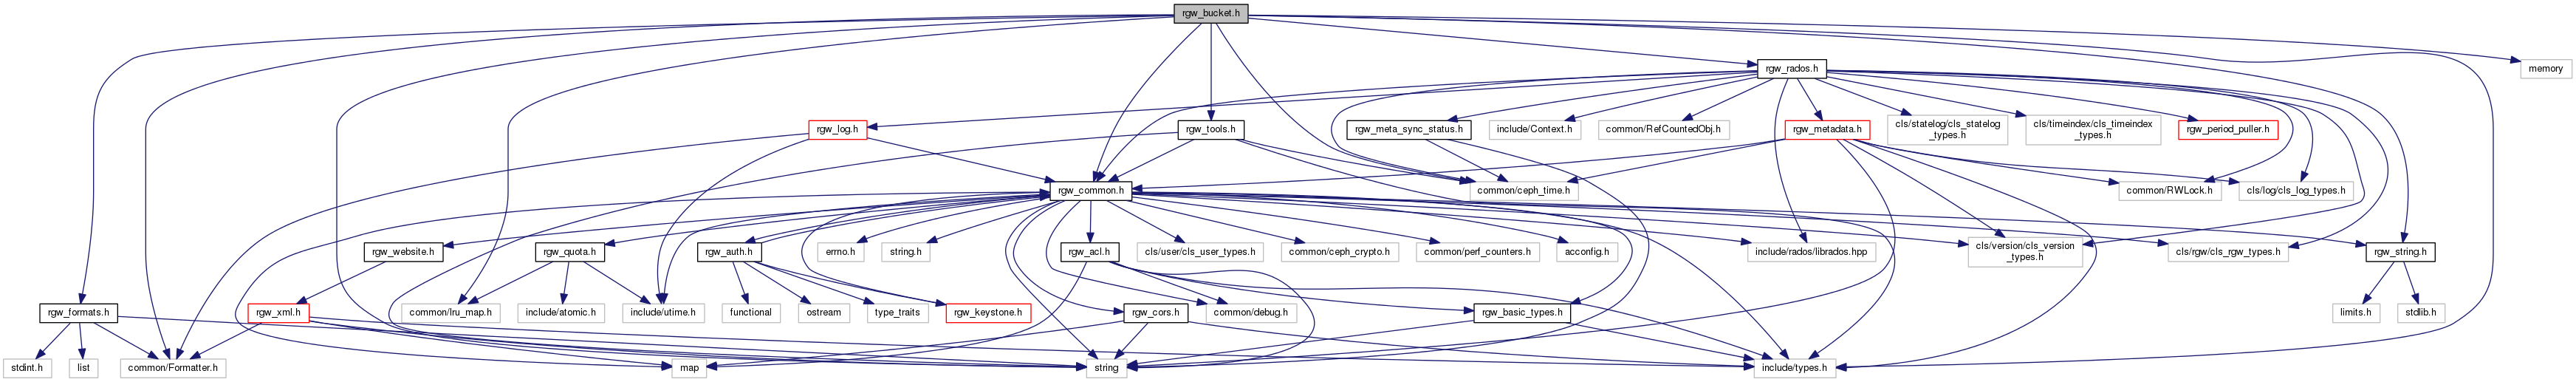 rgw_bucket.h
rgw_rados.h
memory
rgw_log.h
rgw_tools.h
rgw_meta_sync_status.h
include/Context.h
common/RefCountedObj.h
rgw_metadata.h
cls/statelog/cls_statelog
_types.h
cls/timeindex/cls_timeindex
_types.h
rgw_period_puller.h
rgw_common.h
common/ceph_time.h
common/RWLock.h
cls/log/cls_log_types.h
rgw_website.h
rgw_quota.h
rgw_auth.h
errno.h
string.h
rgw_acl.h
cls/user/cls_user_types.h
common/ceph_crypto.h
common/perf_counters.h
acconfig.h
include/rados/librados.hpp
cls/version/cls_version
_types.h
cls/rgw/cls_rgw_types.h
rgw_string.h
rgw_formats.h
rgw_xml.h
common/lru_map.h
include/atomic.h
include/utime.h
functional
ostream
type_traits
rgw_keystone.h
rgw_cors.h
common/debug.h
rgw_basic_types.h
limits.h
stdlib.h
stdint.h
list
common/Formatter.h
map
string
include/types.h